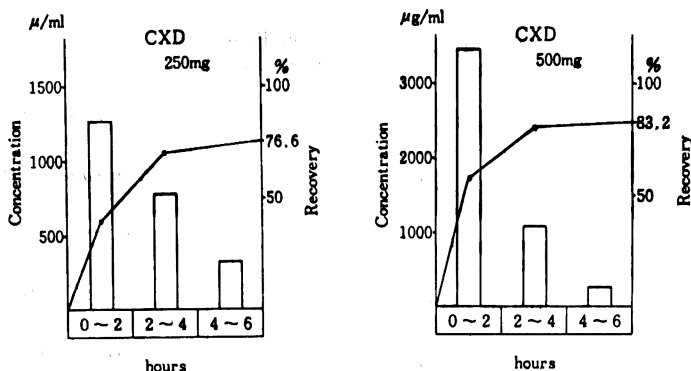 μ/ml
CXD
250mg
%
1500
100
1000
76.6
500
50
Concentration
Recovery
0～2 2～4 4～6
hours
μg/ml
CXD
500mg
%
3000
100
83.2
2000
50
1000
Concentration
Recovery
0～2 2～4 4～6
hours